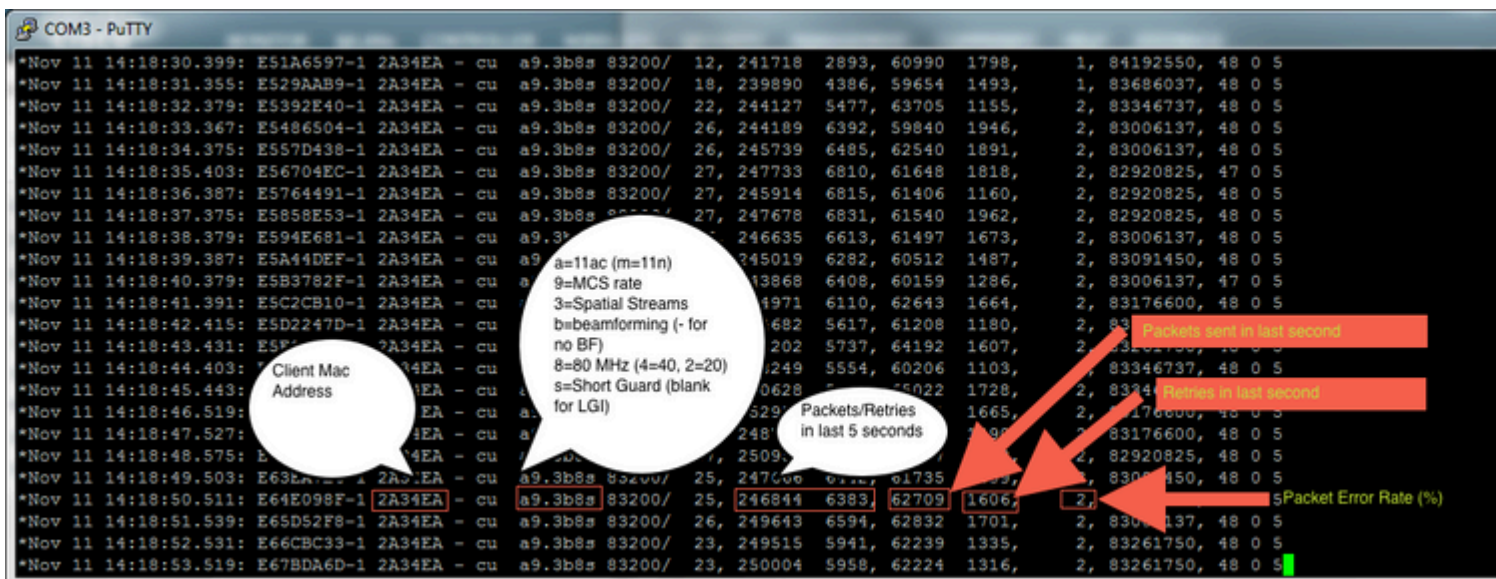 COM3 - PuTTY
*Nov 11 14:18:30.399: E51A6597-1 2A34EA - cu a9.3b8s 83200/ 12, 241718 2893, 60990 1798, 1, 84192550, 48 0 5
*Nov 11 14:18:31.355: E529AAB9-1 2A34EA - cu a9.3b8s 83200/ 18, 239890 4386, 59654 1493, 1, 83686037, 48 0 5
*Nov 11 14:18:32.379: E5392E40-1 2A34EA - cu a9.3b8s 83200/ 22, 244127 5477, 63705 1155, 2, 83346737, 48 0 5
*Nov 11 14:18:33.367: E5486504-1 2A34EA - cu a9.3b8s 83200/ 26, 244189 6392, 59840 1946, 2, 83006137, 48 0 5
*Nov 11 14:18:34.375: E557D438-1 2A34EA - cu a9.3b8s 83200/ 26, 245739 6485, 62540 1891, 2, 83006137, 48 0 5
*Nov 11 14:18:35.403: E56704EC-1 2A34EA - cu a9.3b8s 83200/ 27, 247733 6810, 61648 1818, 2, 82920825, 47 0 5
*Nov 11 14:18:36.387: E5764491-1 2A34EA - cu a9.3b8s 83200/ 27, 245914 6815, 61406 1160, 2, 82920825, 48 0 5
*Nov 11 14:18:37.375: E5858E53-1 2A34EA - cu a9.3b8s 27, 247678 6831, 61540 1962, 2, 82920825, 48 0 5
*Nov 11 14:18:38.379: E594E681-1 2A34EA - cu 246635 6613, 61497 1673, 2, 83006137, 48 0 5
*Nov 11 14:18:39.387: E5A44DEF-1 2A34EA - cu 245019 6282, 60512 1487, 2, 83091450, 48 0 5
*Nov 11 14:18:40.379: E5B3782F-1 2A34EA - cu 6408, 60159 1286, 2, 83006137, 47 0 5
*Nov 11 14:18:41.391: E5C2CB10-1 2A34EA - cu 6110, 62643 1664, 2, 83176600, 48 0 5
*Nov 11 14:18:42.415: E5D2247D-1 2A34EA - cu 5617, 61208 1180, 2,
*Nov 11 14:18:43.431: 2A34EA - cu 5737, 64192 1607, 48 0 5
*Nov 11 14:18:44.403: - cu 5554, 60206 1103, 2, 83346737, 48 0 5
*Nov 11 14:18:45.443: - cu 1728, 2,
*Nov 11 14:18:46.519: - cu 1665, 48 0 5
*Nov 11 14:18:47.527: - cu 2, 83176600, 48 0 5
*Nov 11 14:18:48.575: - cu 2, 82920825, 48 0 5
*Nov 11 14:18:49.503: - cu a9.3b8s 25, 61735 48 0 5
*Nov 11 14:18:50.511: E64E098F-1 2A34EA - cu a9.3b8s 83200/ 25, 246844 6383, 62709 1606, 2, 5
*Nov 11 14:18:51.539: E65D52F8-1 2A34EA - cu a9.3b8s 83200/ 26, 249643 6594, 62832 1701, 2, 48 0 5
*Nov 11 14:18:52.531: E66CBC33-1 2A34EA - cu a9.3b8s 83200/ 23, 249515 5941, 62239 1335, 2, 83261750, 48 0 5
*Nov 11 14:18:53.519: E67BDA6D-1 2A34EA - cu a9.3b8s 83200/ 23, 250004 5958, 62224 1316, 2, 83261750, 48 0 5
Client Mac
Address
a=11ac (m=11n)
9=MCS rate
3=Spatial Streams
b=beamforming (- for
no BF)
8=80 MHz (4=40, 2=20)
s=Short Guard (blank
for LGI)
Packets/Retries
in last 5 seconds
Packets sent in last second
Retries in last second
Packet Error Rate (%)